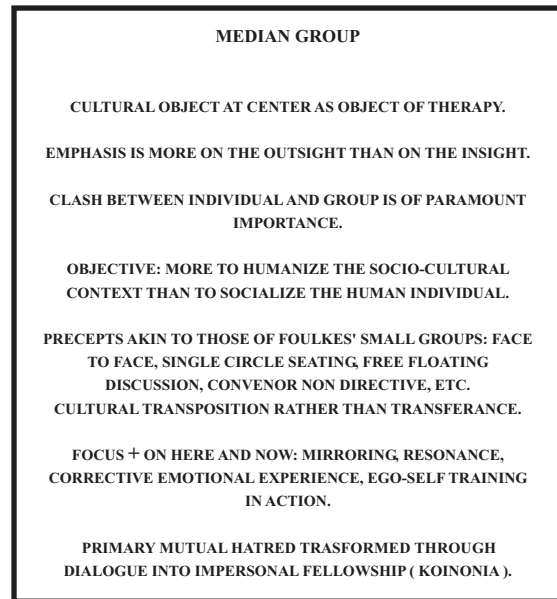 MEDIAN GROUP
CULTURAL OBJECT AT CENTER AS OBJECT OF THERAPY.
EMPHASIS IS MORE ON THE OUTSIGHT THAN ON THE INSIGHT.
CLASH BETWEEN INDIVIDUAL AND GROUP IS OF PARAMOUNT
IMPORTANCE.
OBJECTIVE: MORE TO HUMANIZE THE SOCIO-CULTURAL
CONTEXT THAN TO SOCIALIZE THE HUMAN INDIVIDUAL.
PRECEPTS AKIN TO THOSE OF FOULKES' SMALL GROUPS: FACE
TO FACE, SINGLE CIRCLE SEATING, FREE FLOATING
DISCUSSION, CONVENOR NON DIRECTIVE, ETC.
CULTURAL TRANSPOSITION RATHER THAN TRANSFERANCE.
FOCUS + ON HERE AND NOW: MIRRORING, RESONANCE,
CORRECTIVE EMOTIONAL EXPERIENCE, EGO-SELF TRAINING
IN ACTION.
PRIMARY MUTUAL HATRED TRASFORMED THROUGH
DIALOGUE INTO IMPERSONAL FELLOWSHIP ( KOINONIA ).